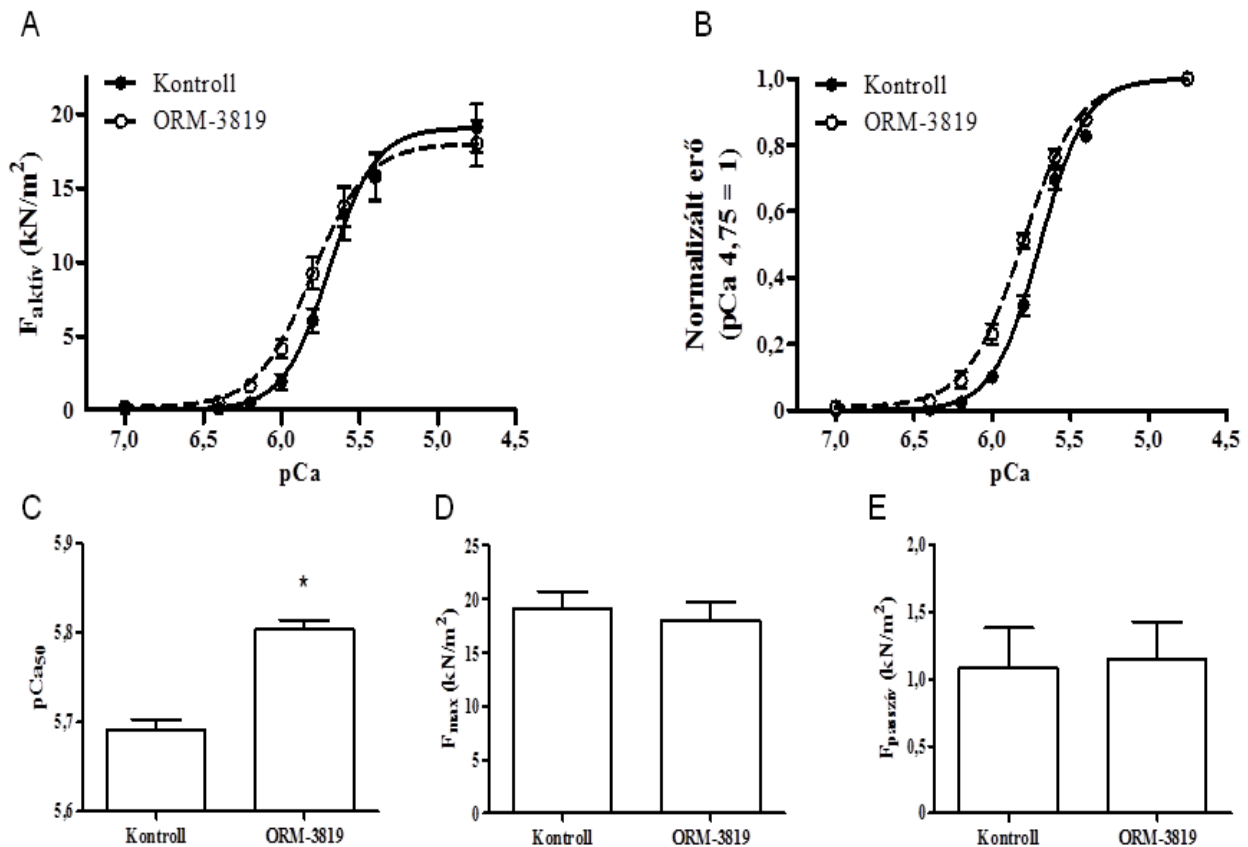 A
Kontroll
ORM-3819
F_aktív (kN/m²)
20
15
10
5
0
7,0 6,5 6,0 5,5 5,0 4,5
pCa
B
Kontroll
ORM-3819
Normalizált erő
(pCa 4,75 = 1)
1,0
0,8
0,6
0,4
0,2
0
7,0 6,5 6,0 5,5 5,0 4,5
pCa
C
pCa₅₀
5,9
5,8
5,7
5,6
*
Kontroll ORM-3819
D
F_max (kN/m²)
25
20
15
10
5
0
Kontroll ORM-3819
E
F_passzív (kN/m²)
2,0
1,5
1,0
0,5
0
Kontroll ORM-3819